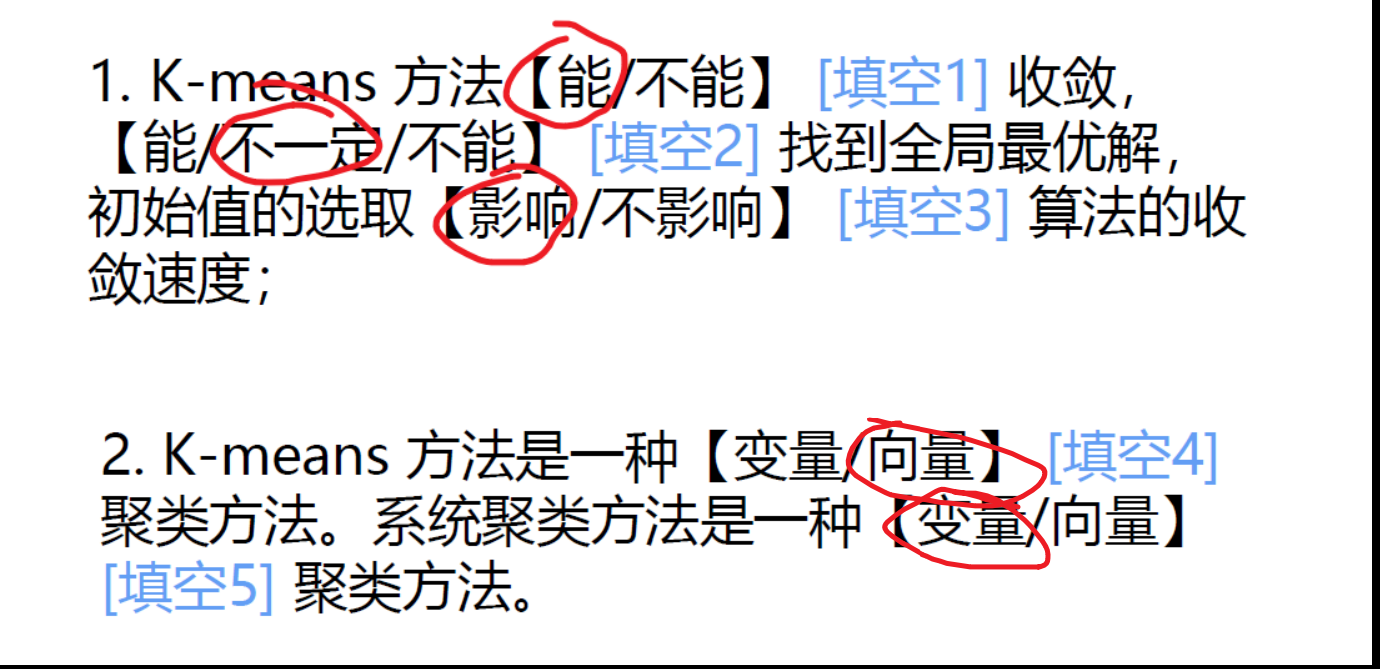 1. K-means 方法【能/不能】 [填空1] 收敛，
【能/不一定/不能】 [填空2] 找到全局最优解，
初始值的选取【影响/不影响】 [填空3] 算法的收
敛速度；
2. K-means 方法是一种【变量/向量】 [填空4]
聚类方法。系统聚类方法是一种【变量/向量】
[填空5] 聚类方法。